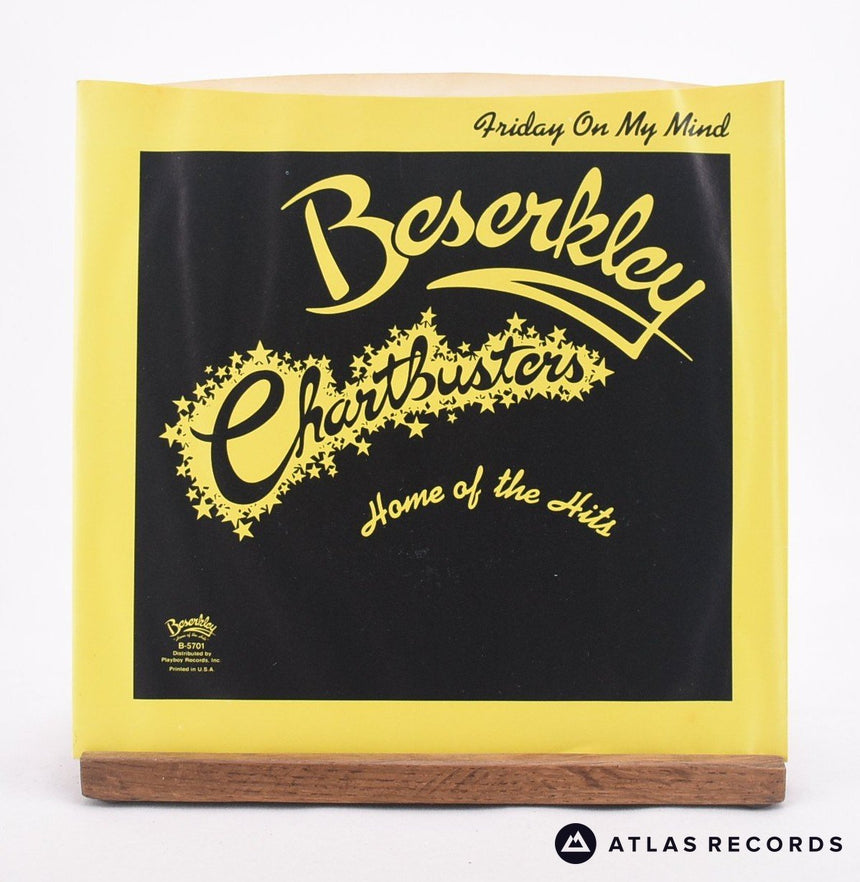 Friday On My Mind
Beserkley
Chartbusters
Home of the Hits
Beserkley
Home of the Hits
B-5701
Distributed by
Playboy Records, Inc.
Printed in U.S.A.
ATLAS RECORDS